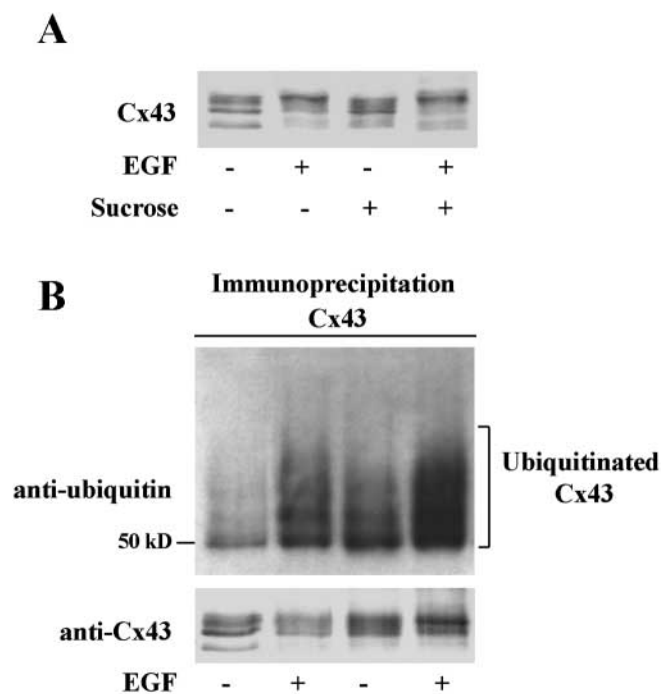 A
Cx43
EGF - + - +
Sucrose - - + +
B
Immunoprecipitation
Cx43
anti-ubiquitin
Ubiquitinated
Cx43
50 kD
anti-Cx43
EGF - + - +